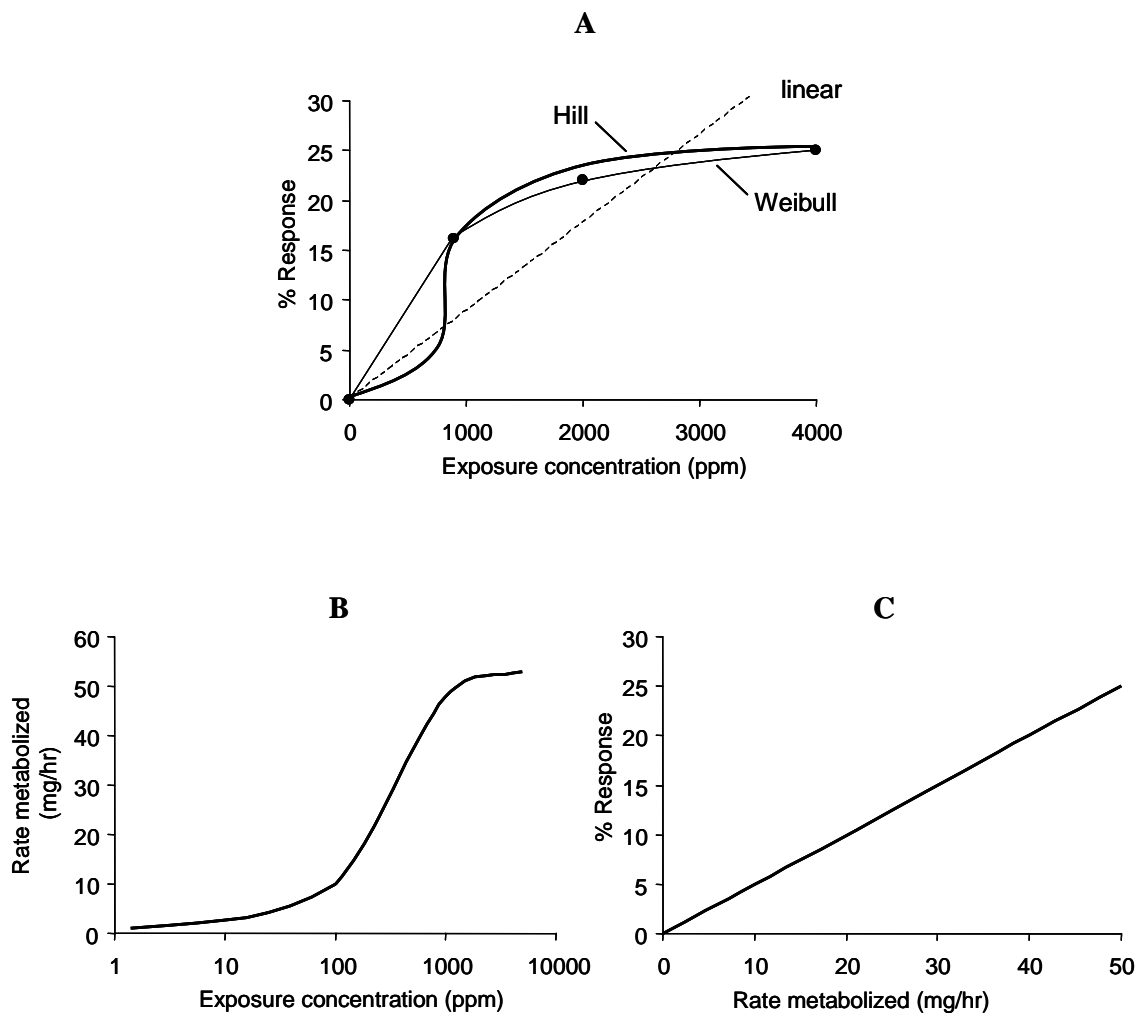 A
linear
Hill
Weibull
30
25
20
15
10
5
0
% Response
0 1000 2000 3000 4000
Exposure concentration (ppm)
B
60
50
40
30
20
10
0
Rate metabolized
(mg/hr)
1 10 100 1000 10000
Exposure concentration (ppm)
C
30
25
20
15
10
5
0
% Response
0 10 20 30 40 50
Rate metabolized (mg/hr)